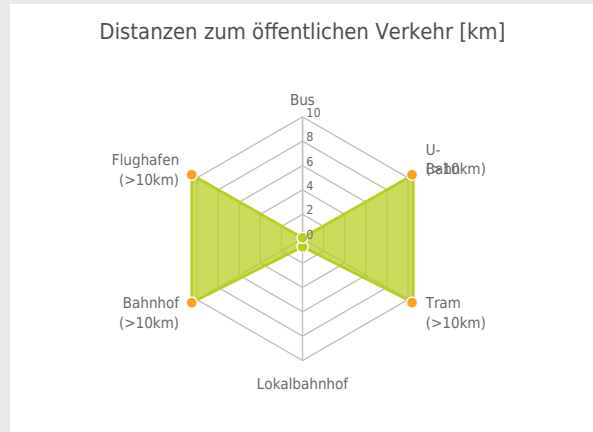 Distanzen zum öffentlichen Verkehr [km]
Bus
10
8
6
4
2
0
U-
Bahn
(>10km)
Flughafen
(>10km)
Bahnhof
(>10km)
Tram
(>10km)
Lokalbahnhof